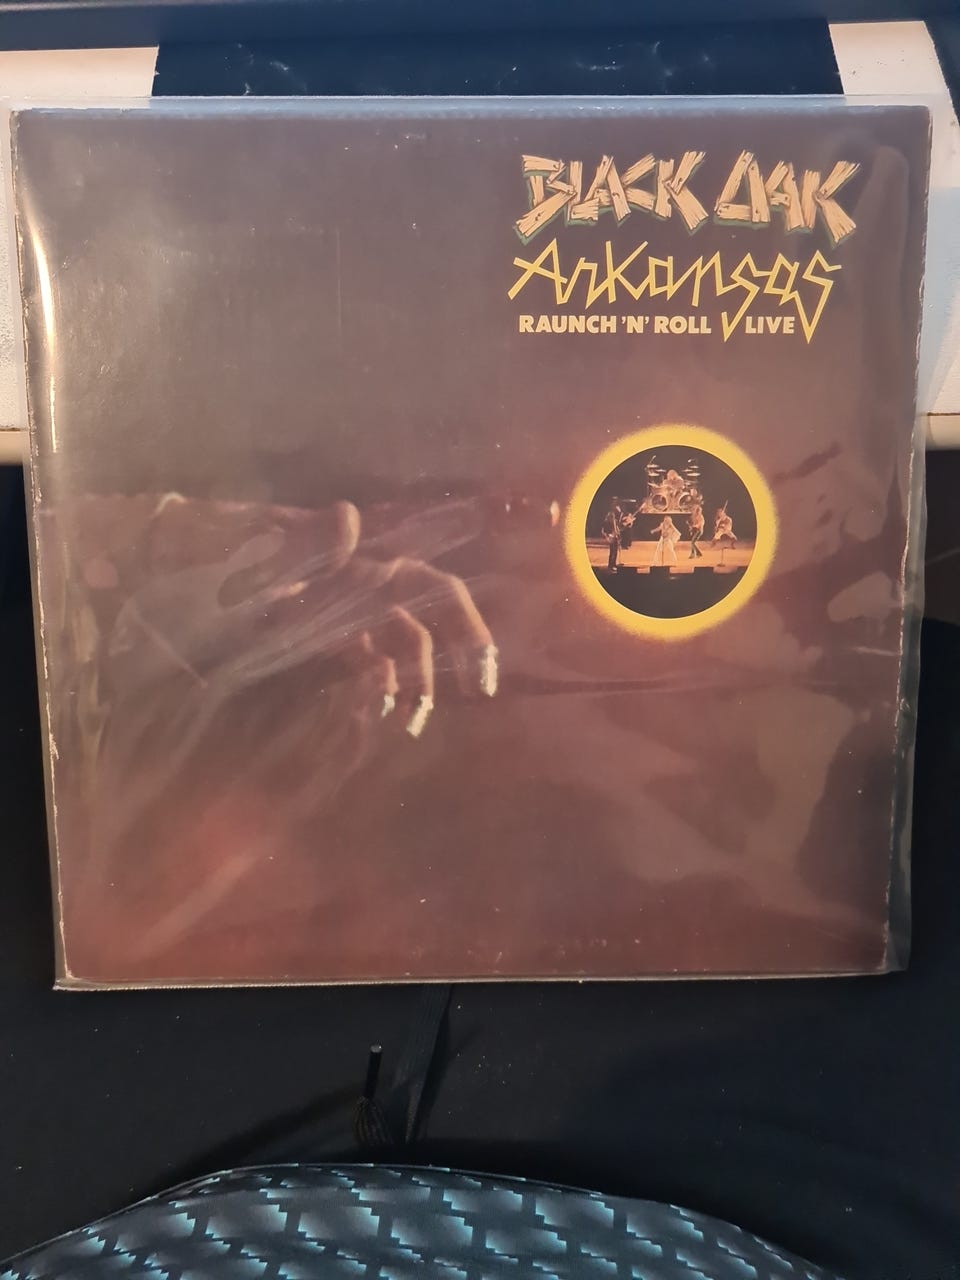 BLACK OAK
Arkansas
RAUNCH 'N' ROLL LIVE